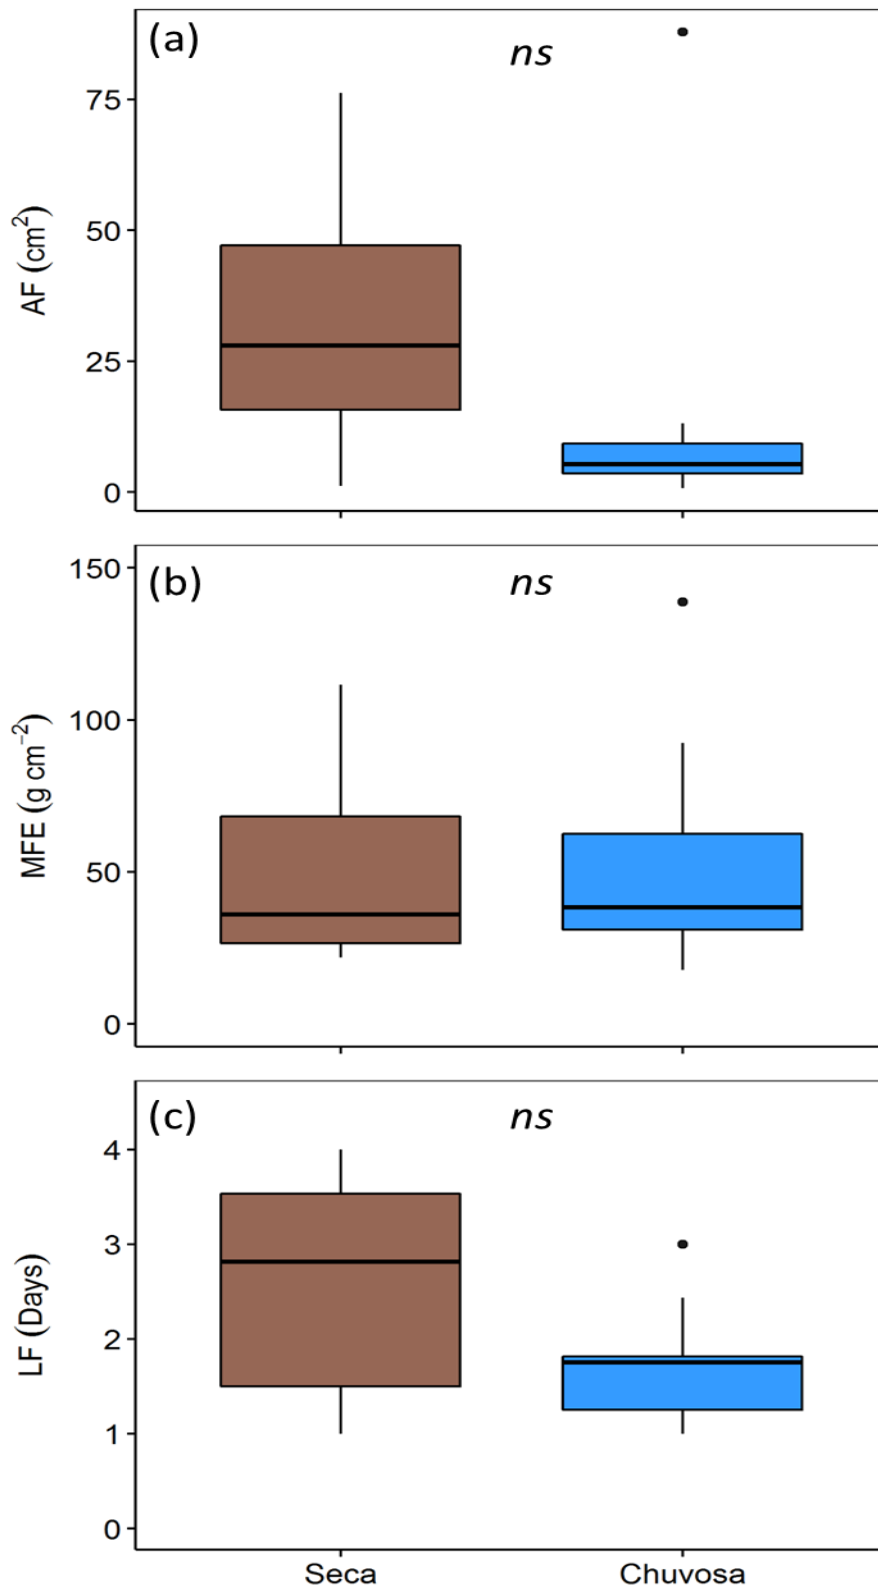 (a)
ns
AF (cm²)
75
50
25
0
(b)
ns
MFE (g cm⁻²)
150
100
50
0
(c)
ns
LF (Days)
4
3
2
1
0
Seca
Chuvosa